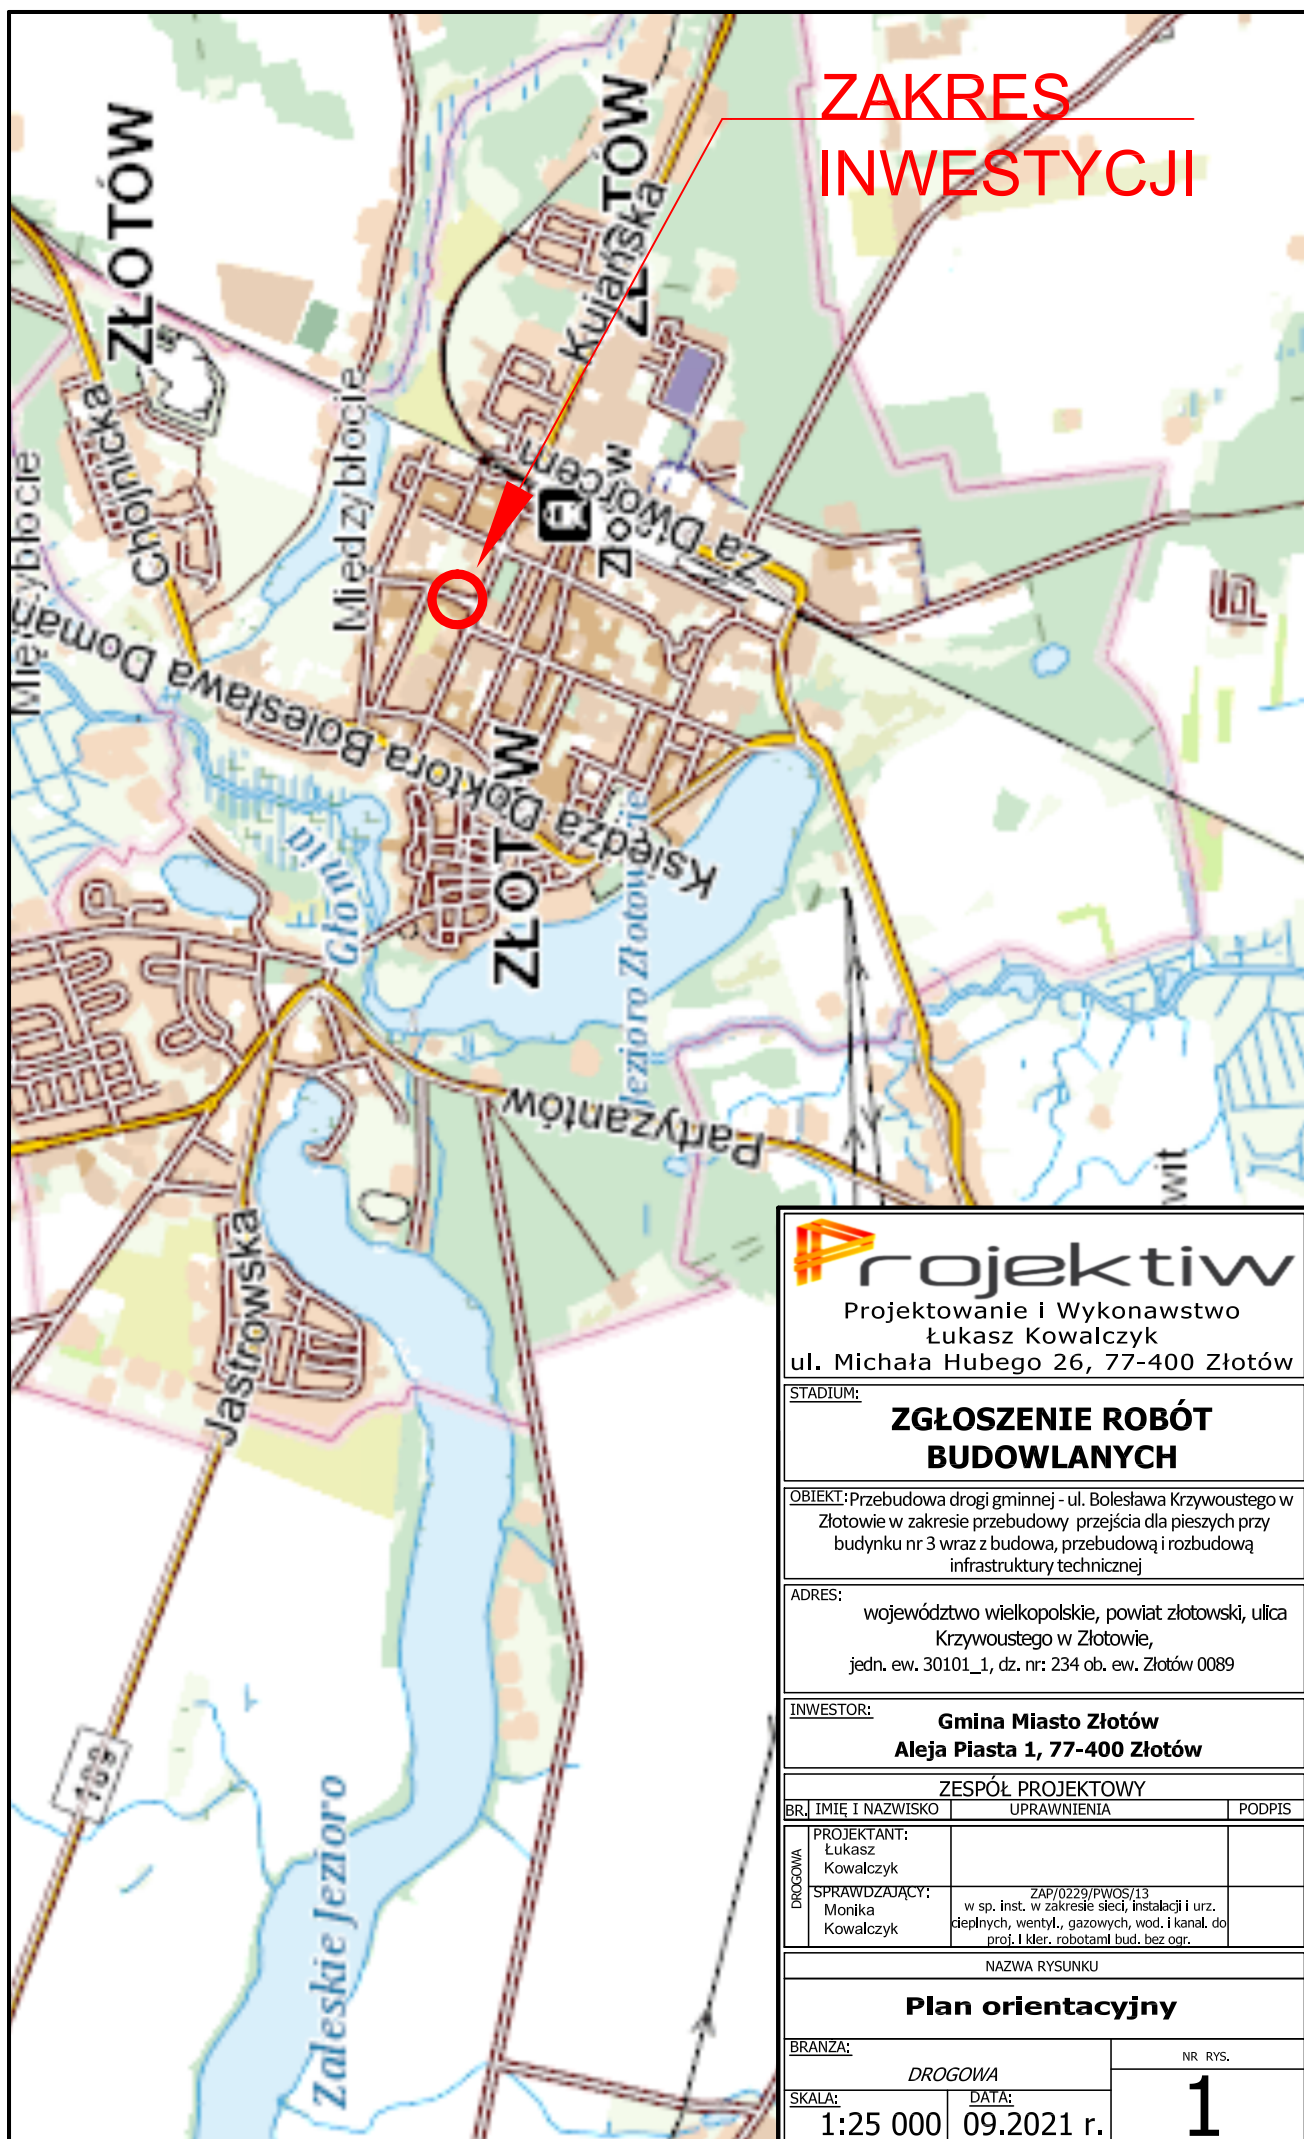 ZAKRES
INWESTYCJI
ZŁOTÓW
ZŁOTÓW
Kujańska
Chojnicka
Międzybłocie
Międzybłocie
Za Dworcem
Złotów
Księdza Doktora Bolesława Doman
ZŁOTÓW
Głomia
Jezioro Złotowskie
Partyzantów
wit
Jastrowska
189
Zaleskie Jezioro
Projektiw
Projektowanie i Wykonawstwo
Łukasz Kowalczyk
ul. Michała Hubego 26, 77-400 Złotów
STADIUM:
ZGŁOSZENIE ROBÓT
BUDOWLANYCH
OBIEKT: Przebudowa drogi gminnej - ul. Bolesława Krzywoustego w
Złotowie w zakresie przebudowy przejścia dla pieszych przy
budynku nr 3 wraz z budowa, przebudową i rozbudową
infrastruktury technicznej
ADRES:
województwo wielkopolskie, powiat złotowski, ulica
Krzywoustego w Złotowie,
jedn. ew. 30101_1, dz. nr: 234 ob. ew. Złotów 0089
INWESTOR:
Gmina Miasto Złotów
Aleja Piasta 1, 77-400 Złotów
ZESPÓŁ PROJEKTOWY
BR. IMIĘ I NAZWISKO UPRAWNIENIA PODPIS
DROGOWA
PROJEKTANT:
Łukasz
Kowalczyk
SPRAWDZAJĄCY:
Monika
Kowalczyk
ZAP/0229/PWOS/13
w sp. inst. w zakresie sieci, instalacji i urz.
cieplnych, wentyl., gazowych, wod. i kanal. do
proj. i kier. robotami bud. bez ogr.
NAZWA RYSUNKU
Plan orientacyjny
BRANŻA:
DROGOWA
NR RYS.
1
SKALA:
1:25 000
DATA:
09.2021 r.